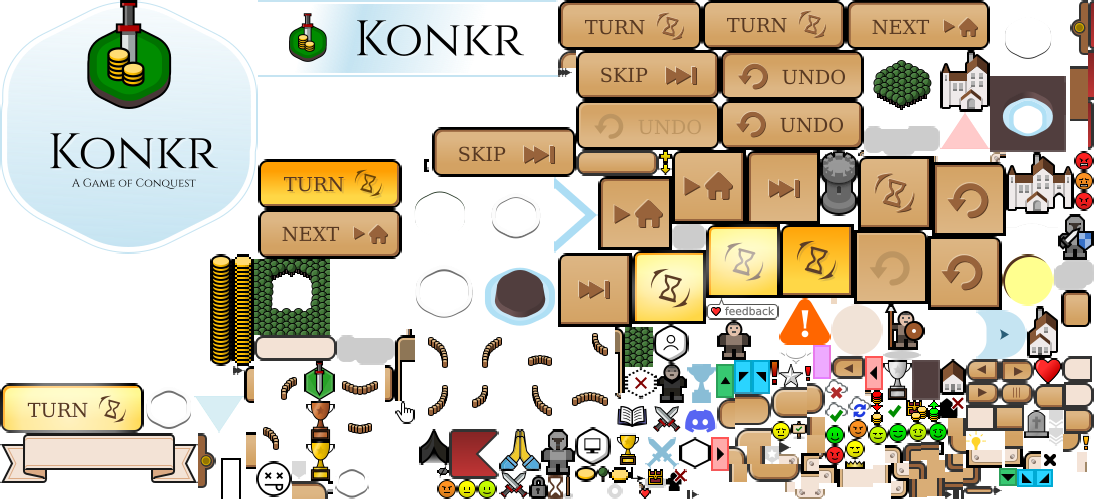 KONKR
A GAME OF CONQUEST
KONKR
TURN
TURN
NEXT
SKIP
UNDO
UNDO
UNDO
SKIP
TURN
NEXT
feedback
TURN